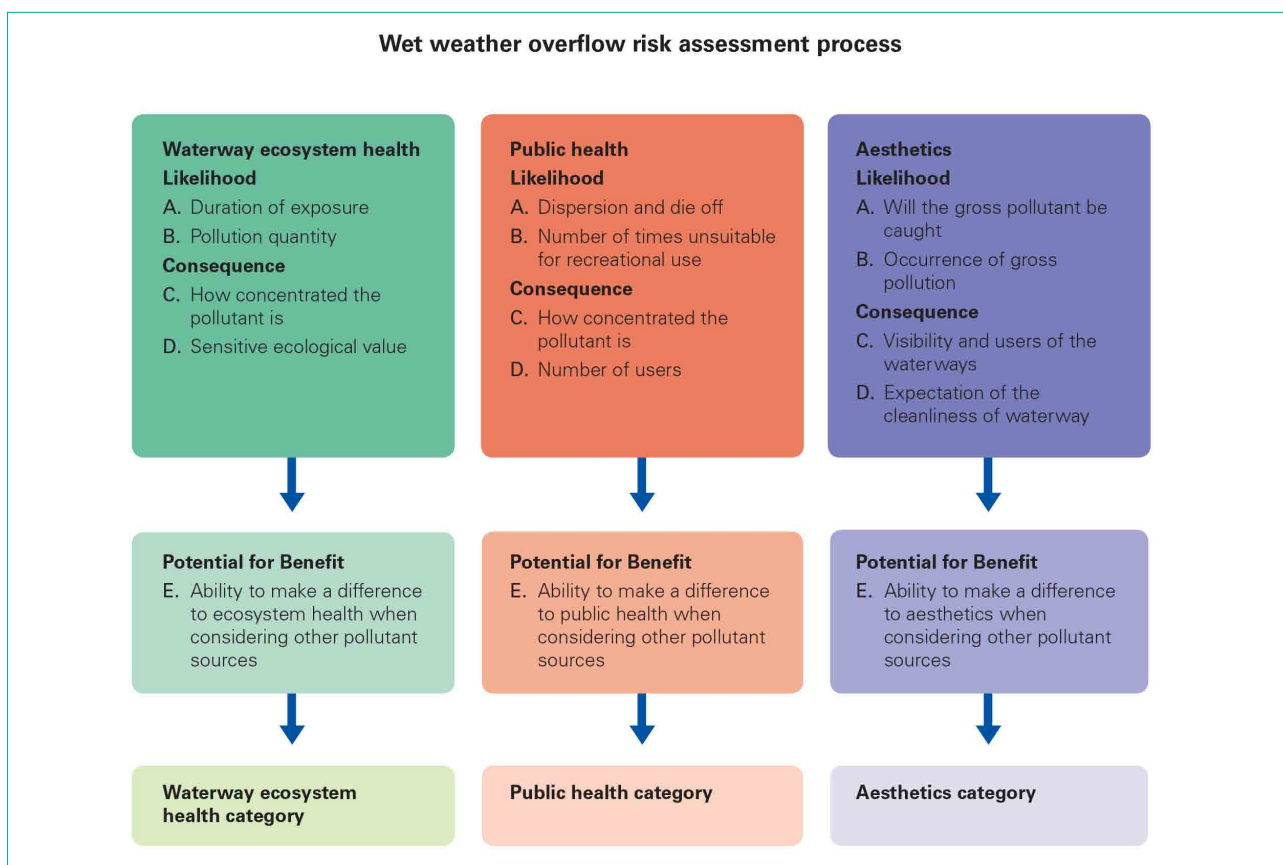 Wet weather overflow risk assessment process
Waterway ecosystem health
Likelihood
A. Duration of exposure
B. Pollution quantity
Consequence
C. How concentrated the
pollutant is
D. Sensitive ecological value
Public health
Likelihood
A. Dispersion and die off
B. Number of times unsuitable
for recreational use
Consequence
C. How concentrated the
pollutant is
D. Number of users
Aesthetics
Likelihood
A. Will the gross pollutant be
caught
B. Occurrence of gross
pollution
Consequence
C. Visibility and users of the
waterways
D. Expectation of the
cleanliness of waterway
Potential for Benefit
E. Ability to make a difference
to ecosystem health when
considering other pollutant
sources
Potential for Benefit
E. Ability to make a difference
to public health when
considering other pollutant
sources
Potential for Benefit
E. Ability to make a difference
to aesthetics when
considering other pollutant
sources
Waterway ecosystem
health category
Public health category
Aesthetics category